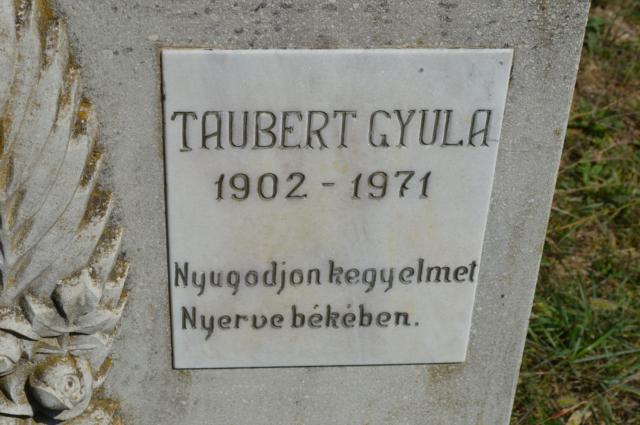 TAUBERT GYULA
1902 - 1971
Nyugodjon kegyelmet
Nyerve békében.